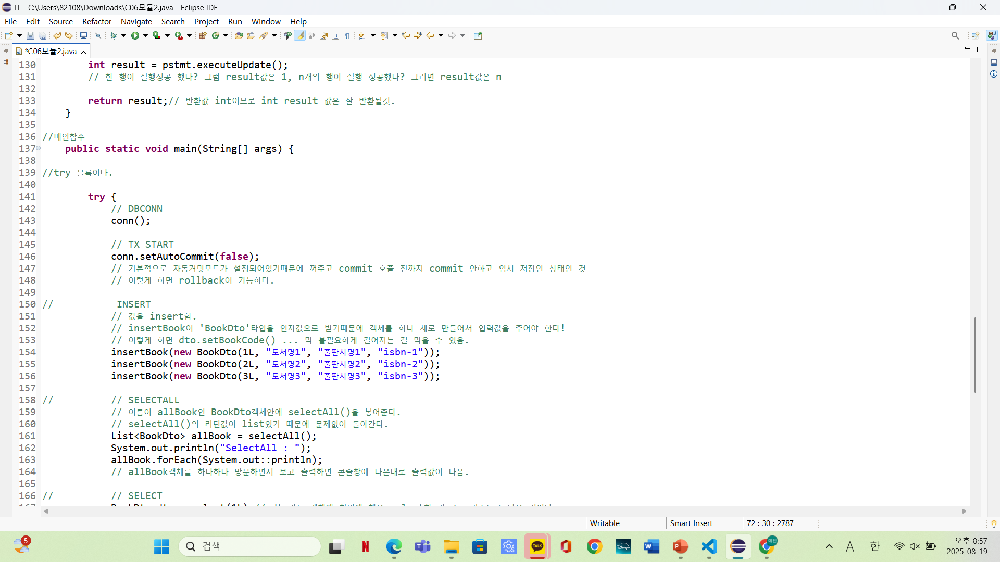 IT - C:\Users\82108\Downloads\C06모듈2.java - Eclipse IDE
File Edit Source Refactor Navigate Search Project Run Window Help
*C06모듈2.java
130 int result = pstmt.executeUpdate();
131 // 한 행이 실행성공 했다? 그럼 result값은 1, n개의 행이 실행 성공했다? 그러면 result값은 n
132
133 return result;// 반환값 int이므로 int result 값은 잘 반환될것.
134 }
135
136 //메인함수
137 public static void main(String[] args) {
138
139 //try 블록이다.
140
141 try {
142 // DBCONN
143 conn();
144
145 // TX START
146 conn.setAutoCommit(false);
147 // 기본적으로 자동커밋모드가 설정되어있기때문에 꺼주고 commit 호출 전까지 commit 안하고 임시 저장인 상태인 것
148 // 이렇게 하면 rollback이 가능하다.
149
150 // INSERT
151 // 값을 insert함.
152 // insertBook이 'BookDto'타입을 인자값으로 받기때문에 객체를 하나 새로 만들어서 입력값을 주어야 한다!
153 // 이렇게 하면 dto.setBookCode() ... 막 불필요하게 길어지는 걸 막을 수 있음.
154 insertBook(new BookDto(1L, "도서명1", "출판사명1", "isbn-1"));
155 insertBook(new BookDto(2L, "도서명2", "출판사명2", "isbn-2"));
156 insertBook(new BookDto(3L, "도서명3", "출판사명3", "isbn-3"));
157
158 // // SELECTALL
159 // 이름이 allBook인 BookDto객체안에 selectAll()을 넣어준다.
160 // selectAll()의 리턴값이 list였기 때문에 문제없이 돌아간다.
161 List<BookDto> allBook = selectAll();
162 System.out.println("SelectAll : ");
163 allBook.forEach(System.out::println);
164 // allBook객체를 하나하나 방문하면서 보고 출력하면 콘솔창에 나온대로 출력값이 나옴.
165
166 // // SELECT
Writable Smart Insert 72 : 30 : 2787
5
검색
TALK
예진
A 한
오후 8:57
2025-08-19